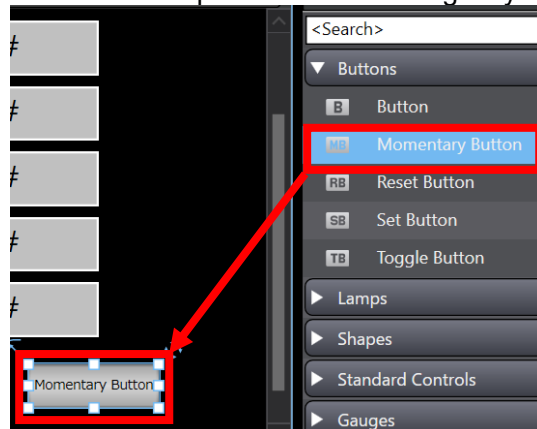 <Search>
Buttons
B Button
MB Momentary Button
RB Reset Button
SB Set Button
TB Toggle Button
Lamps
Shapes
Standard Controls
Gauges
#
#
#
#
#
Momentary Button